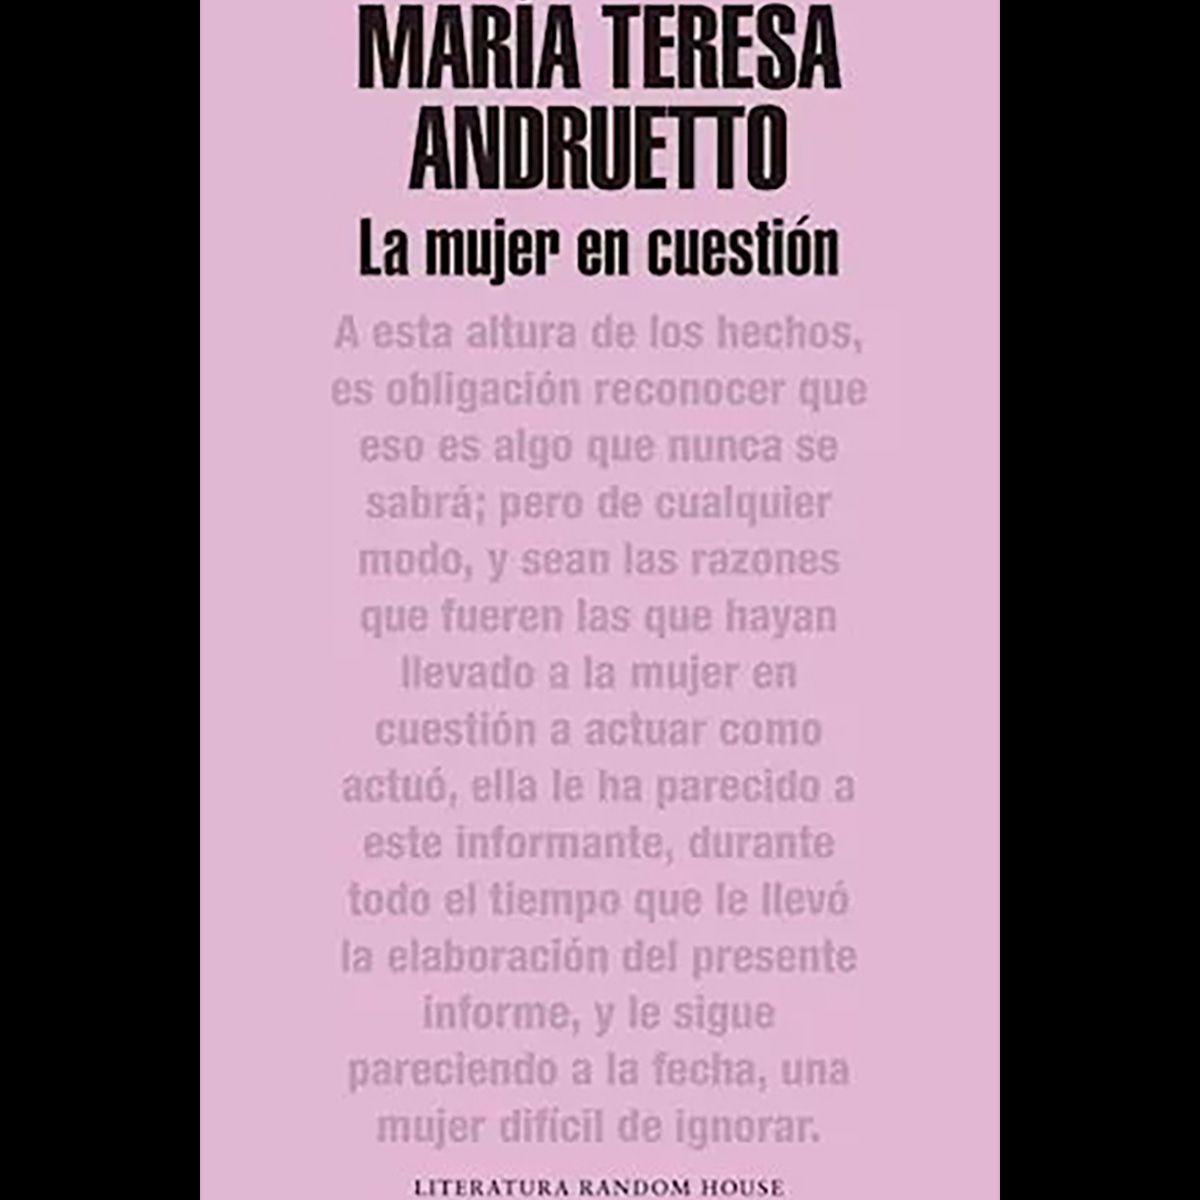 MARÍA TERESA
ANDRUETTO
La mujer en cuestión
A esta altura de los hechos,
es obligación reconocer que
eso es algo que nunca se
sabrá; pero de cualquier
modo, y sean las razones
que fueren las que hayan
llevado a la mujer en
cuestión a actuar como
actuó, ella le ha parecido a
este informante, durante
todo el tiempo que le llevó
la elaboración del presente
informe, y le sigue
pareciendo a la fecha, una
mujer difícil de ignorar.
LITERATURA RANDOM HOUSE